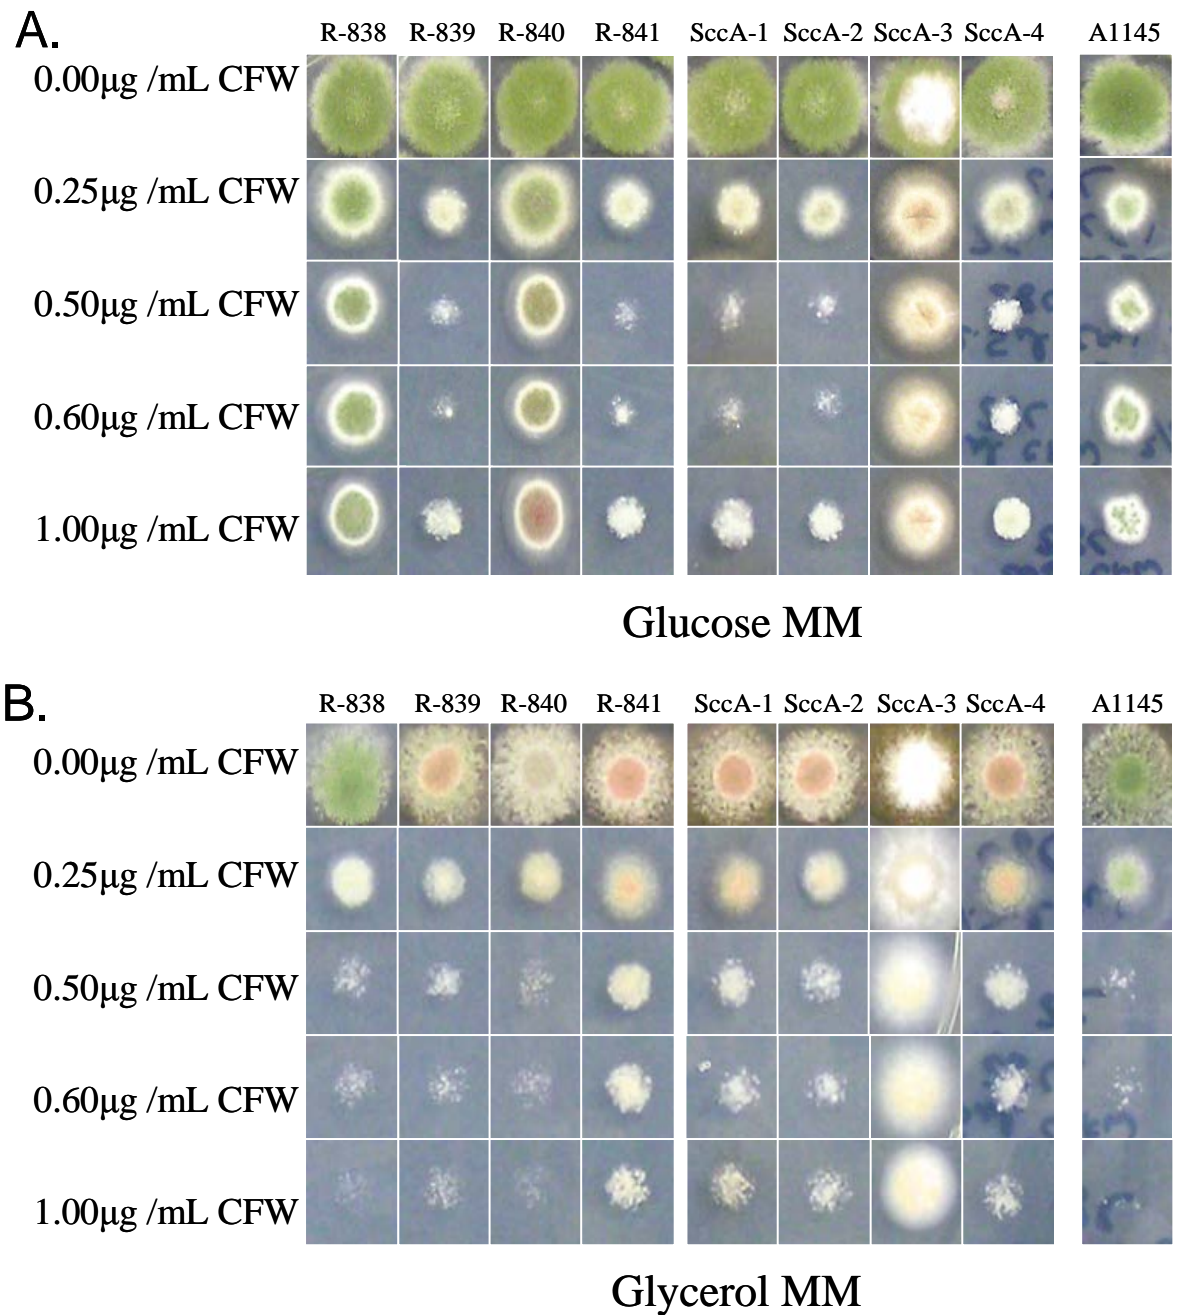 A.
R-838 R-839 R-840 R-841 SccA-1 SccA-2 SccA-3 SccA-4 A1145
0.00µg /mL CFW
0.25µg /mL CFW
0.50µg /mL CFW
0.60µg /mL CFW
1.00µg /mL CFW
Glucose MM
B.
R-838 R-839 R-840 R-841 SccA-1 SccA-2 SccA-3 SccA-4 A1145
0.00µg /mL CFW
0.25µg /mL CFW
0.50µg /mL CFW
0.60µg /mL CFW
1.00µg /mL CFW
Glycerol MM